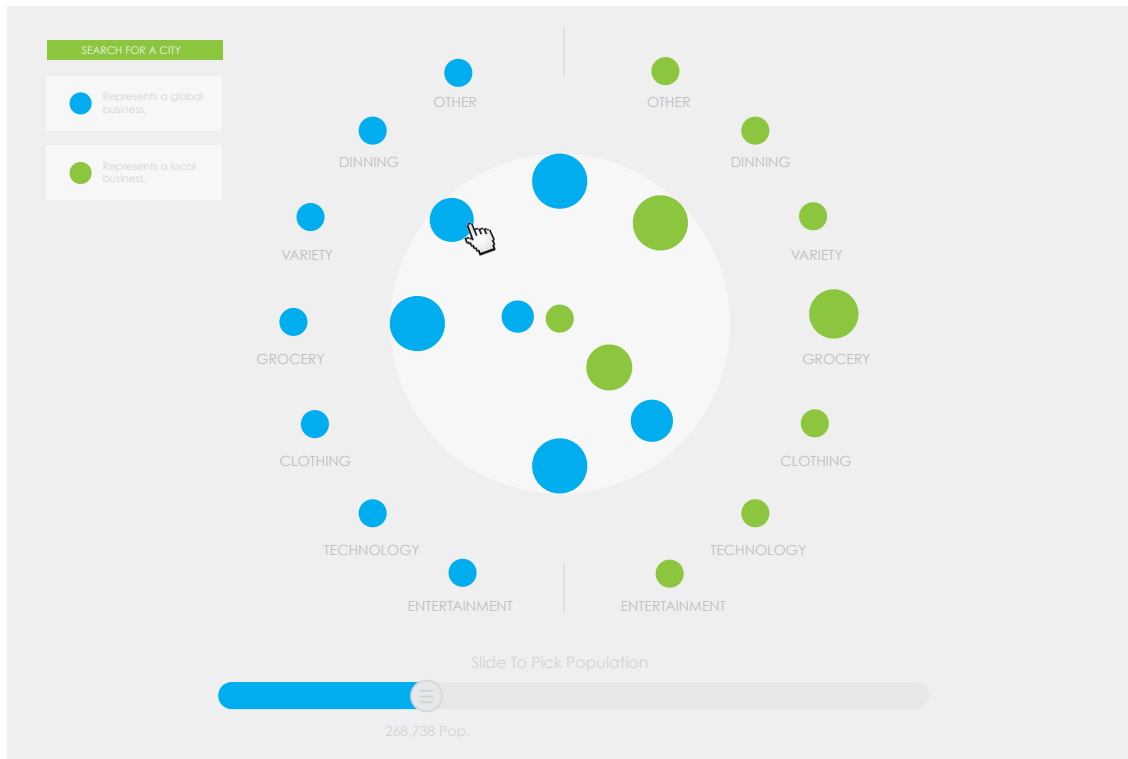 SEARCH FOR A CITY
Represents a global
business.
Represents a local
business.
OTHER
OTHER
DINNING
DINNING
VARIETY
VARIETY
GROCERY
GROCERY
CLOTHING
CLOTHING
TECHNOLOGY
TECHNOLOGY
ENTERTAINMENT
ENTERTAINMENT
Slide To Pick Population
268,738 Pop.